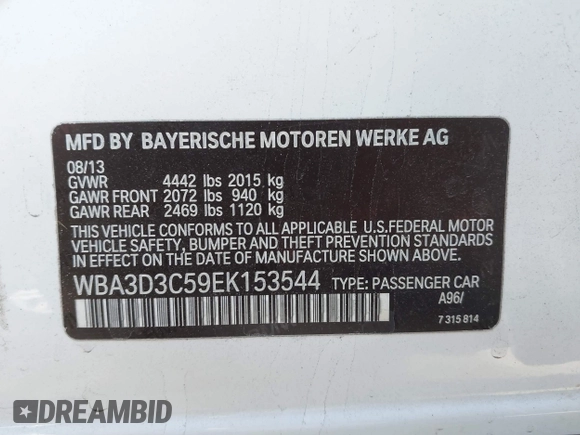 MFD BY BAYERISCHE MOTOREN WERKE AG
08/13
GVWR 4442 lbs 2015 kg
GAWR FRONT 2072 lbs 940 kg
GAWR REAR 2469 lbs 1120 kg
THIS VEHICLE CONFORMS TO ALL APPLICABLE U.S.FEDERAL MOTOR
VEHICLE SAFETY, BUMPER AND THEFT PREVENTION STANDARDS
IN EFFECT ON THE DATE OF MANUFACTURE SHOWN ABOVE.
WBA3D3C59EK153544 TYPE: PASSENGER CAR
A96/
7 315 814
DREAMBID